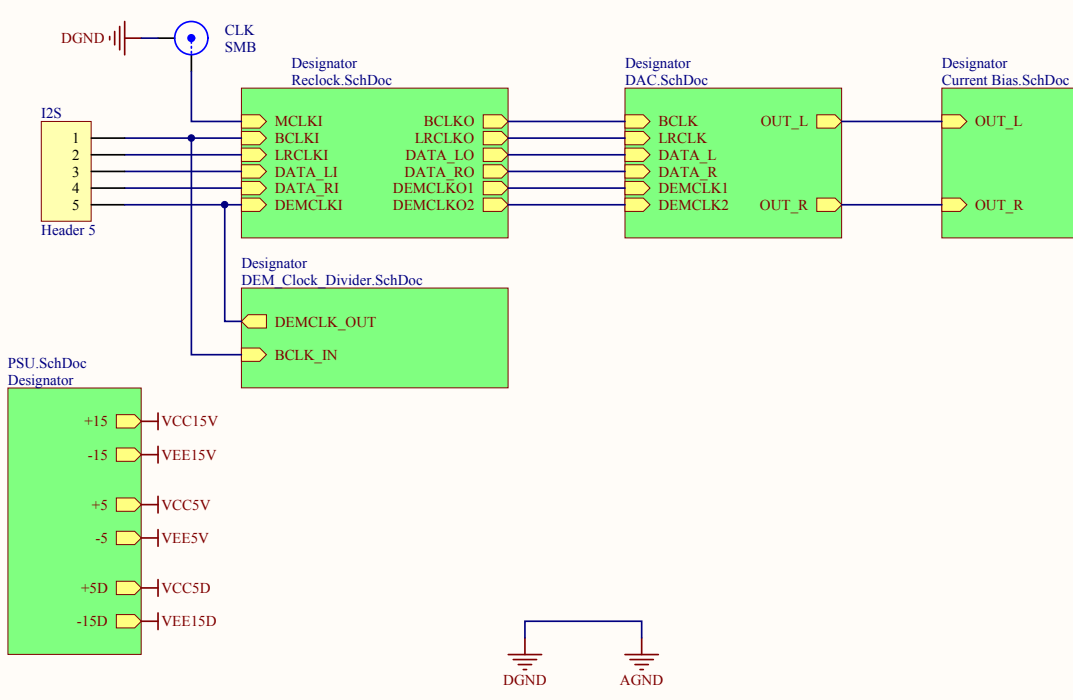 DGND
CLK
SMB
I2S
1
2
3
4
5
Header 5
Designator
Reclock.SchDoc
MCLKI
BCLKI
LRCLKI
DATA_LI
DATA_RI
DEMCLKI
BCLKO
LRCLKO
DATA_LO
DATA_RO
DEMCLKO1
DEMCLKO2
Designator
DAC.SchDoc
BCLK
LRCLK
DATA_L
DATA_R
DEMCLK1
DEMCLK2
OUT_L
OUT_R
Designator
Current Bias.SchDoc
OUT_L
OUT_R
Designator
DEM_Clock_Divider.SchDoc
DEMCLK_OUT
BCLK_IN
PSU.SchDoc
Designator
+15 VCC15V
-15 VEE15V
+5 VCC5V
-5 VEE5V
+5D VCC5D
-15D VEE15D
DGND
AGND